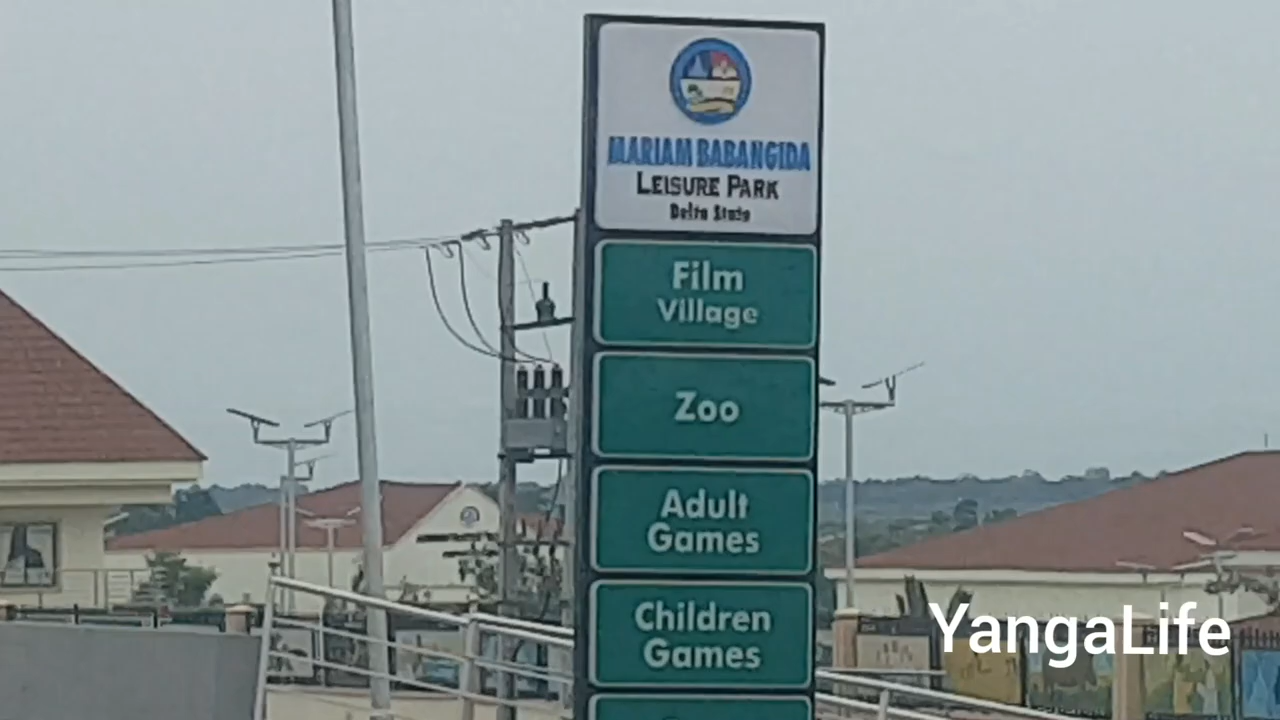 MARIAM BABANGIDA
LEISURE PARK
Delta State
Film
Village
Zoo
Adult
Games
Children
Games
YangaLife